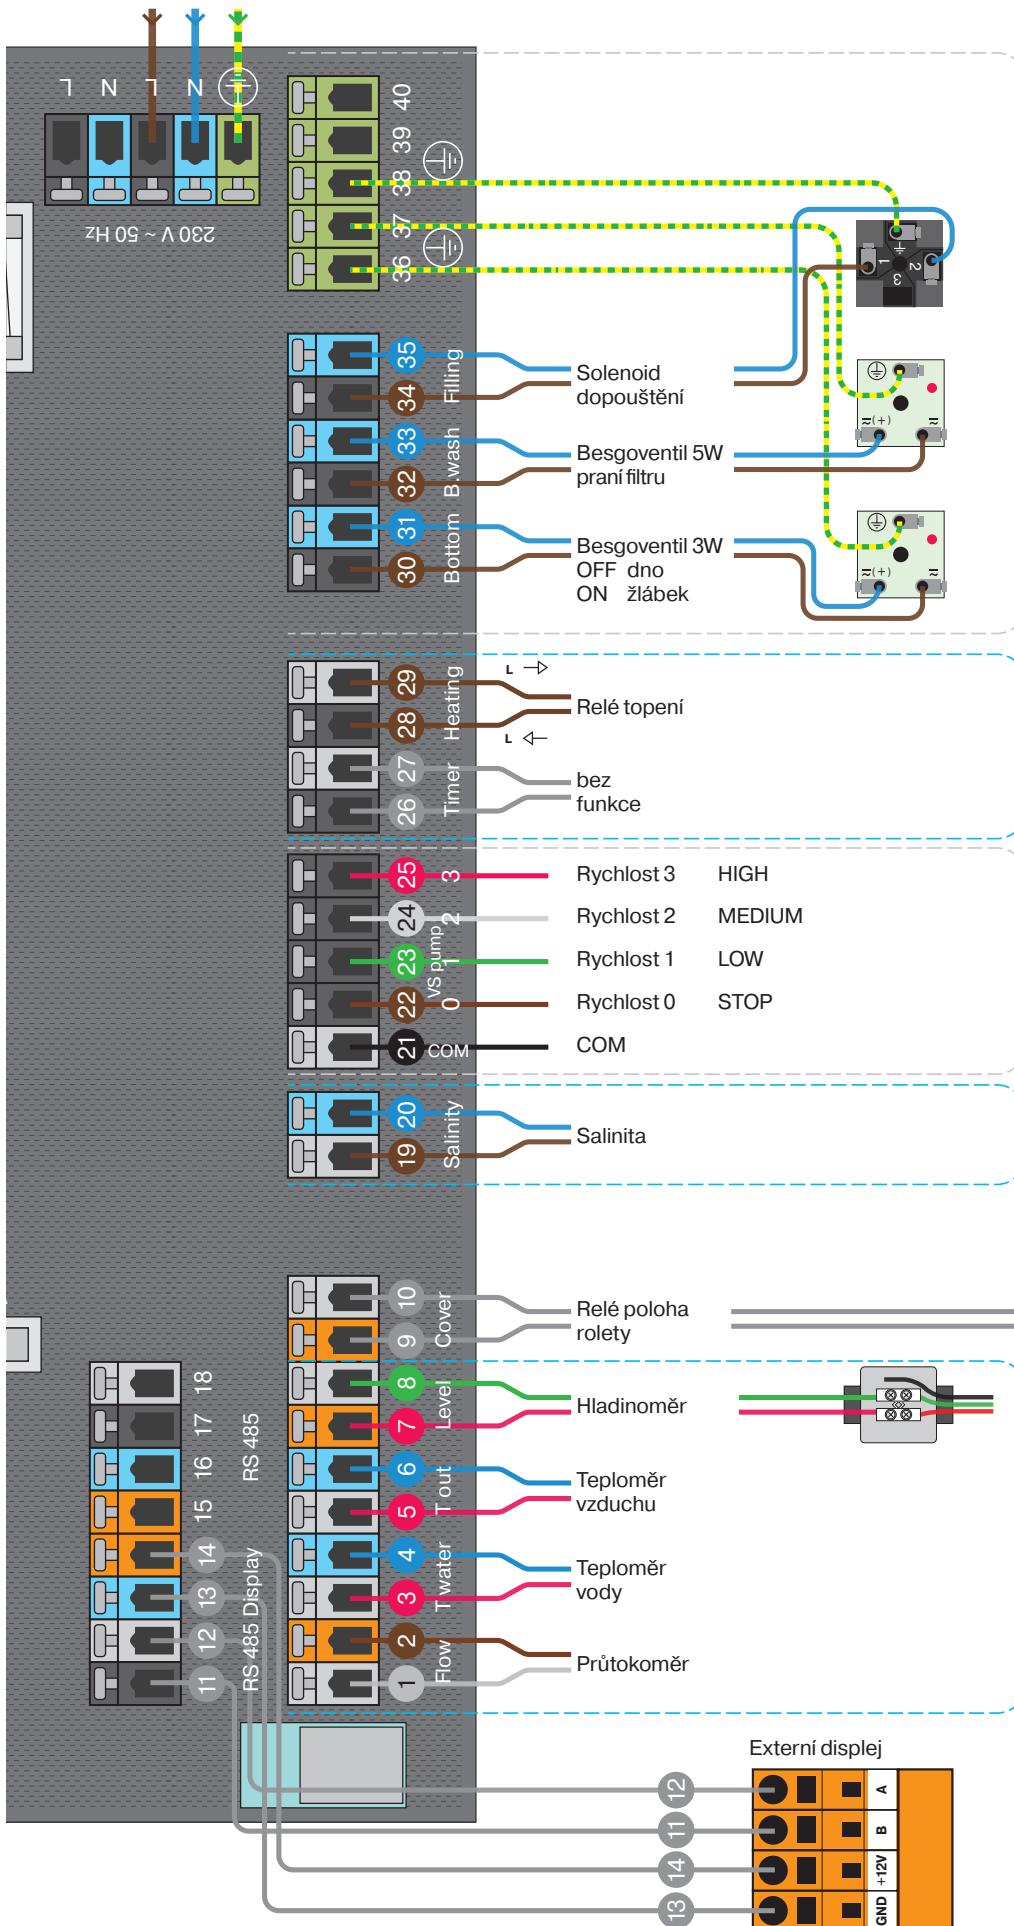 L N L N
230 V ~ 50 Hz
40
39
38
37
36
35
34
Filling
33
32
B.wash
31
30
Bottom
1
2
3
Solenoid
dopouštění
(+)
Besgoventil 5W
praní filtru
(+)
Besgoventil 3W
OFF dno
ON žlábek
29
28
Heating
L
L
Relé topení
27
26
Timer
bez
funkce
25 3
Rychlost 3 HIGH
24 2
Rychlost 2 MEDIUM
23 1
VS pump
Rychlost 1 LOW
22 0
Rychlost 0 STOP
21 COM
COM
20
19
Salinity
Salinita
10
9
Cover
Relé poloha
rolety
8
7
Level
Hladinoměr
6
5
T out
Teploměr
vzduchu
4
3
T water
Teploměr
vody
2
1
Flow
Průtokoměr
18
17
16
15
RS 485
14
13
12
11
RS 485 Display
Externí displej
12 A
11 B
14 +12V
13 GND